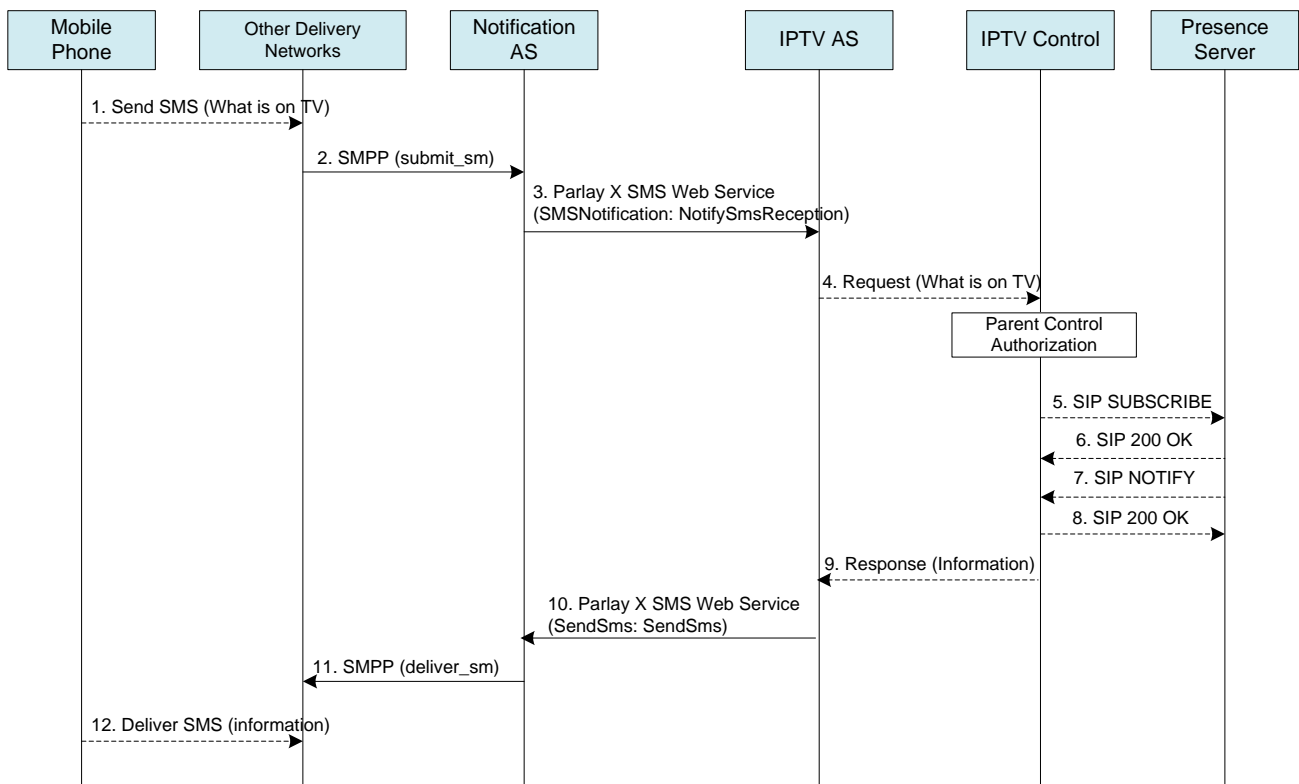 Mobile
Phone
Other Delivery
Networks
Notification
AS
IPTV AS
IPTV Control
Presence
Server
1. Send SMS (What is on TV)
2. SMPP (submit_sm)
3. Parlay X SMS Web Service
(SMSNotification: NotifySmsReception)
4. Request (What is on TV)
Parent Control
Authorization
5. SIP SUBSCRIBE
6. SIP 200 OK
7. SIP NOTIFY
8. SIP 200 OK
9. Response (Information)
10. Parlay X SMS Web Service
(SendSms: SendSms)
11. SMPP (deliver_sm)
12. Deliver SMS (information)